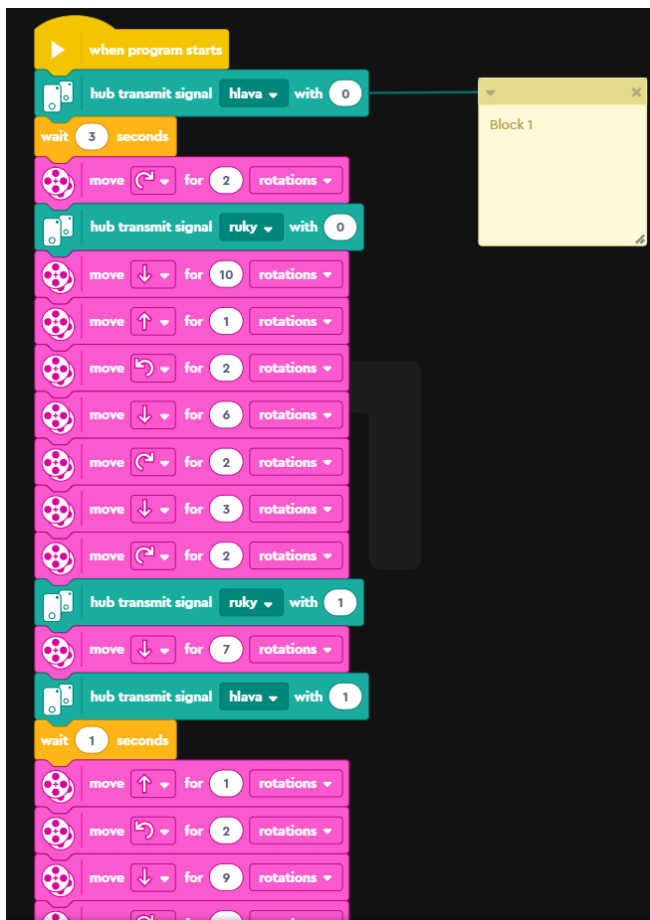 when program starts
hub transmit signal hlava with 0
Block 1
wait 3 seconds
move for 2 rotations
hub transmit signal ruky with 0
move for 10 rotations
move for 1 rotations
move for 2 rotations
move for 6 rotations
move for 2 rotations
move for 3 rotations
move for 2 rotations
hub transmit signal ruky with 1
move for 7 rotations
hub transmit signal hlava with 1
wait 1 seconds
move for 1 rotations
move for 2 rotations
move for 9 rotations